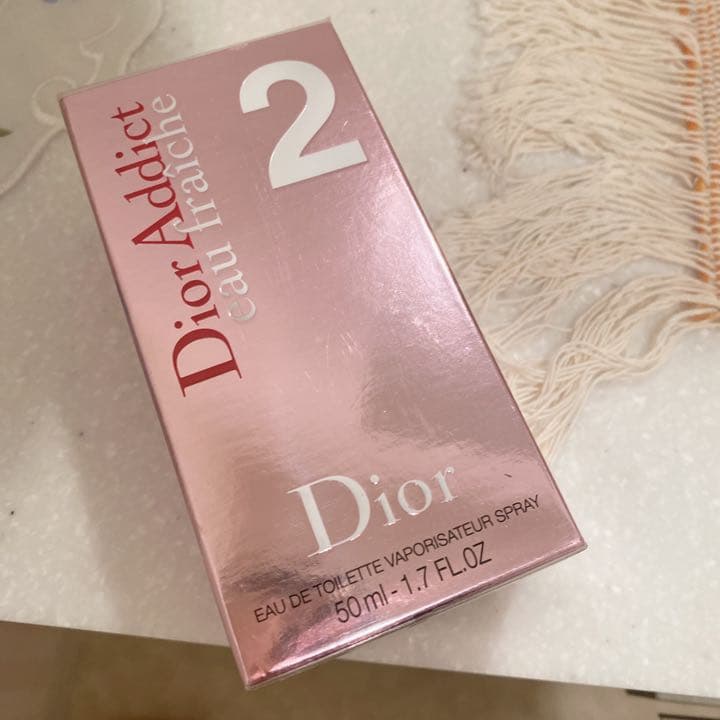 Dior Addict
eau fraîche
2
Dior
EAU DE TOILETTE VAPORISATEUR SPRAY
50 ml - 1.7 FL.OZ